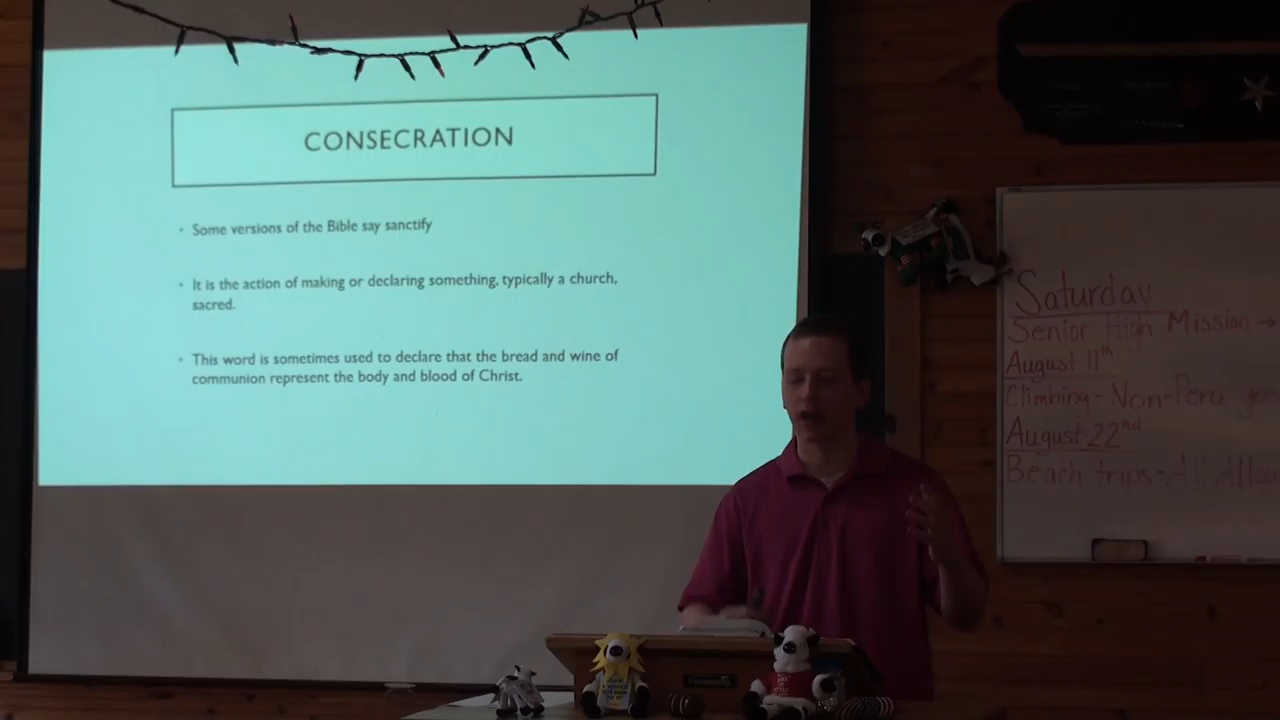 CONSECRATION
• Some versions of the Bible say sanctify
• It is the action of making or declaring something, typically a church,
sacred.
• This word is sometimes used to declare that the bread and wine of
communion represent the body and blood of Christ.
Saturday
Senior High Mission →
August 11th
Climbing - Non-Peru
August 22nd
Beach trips -